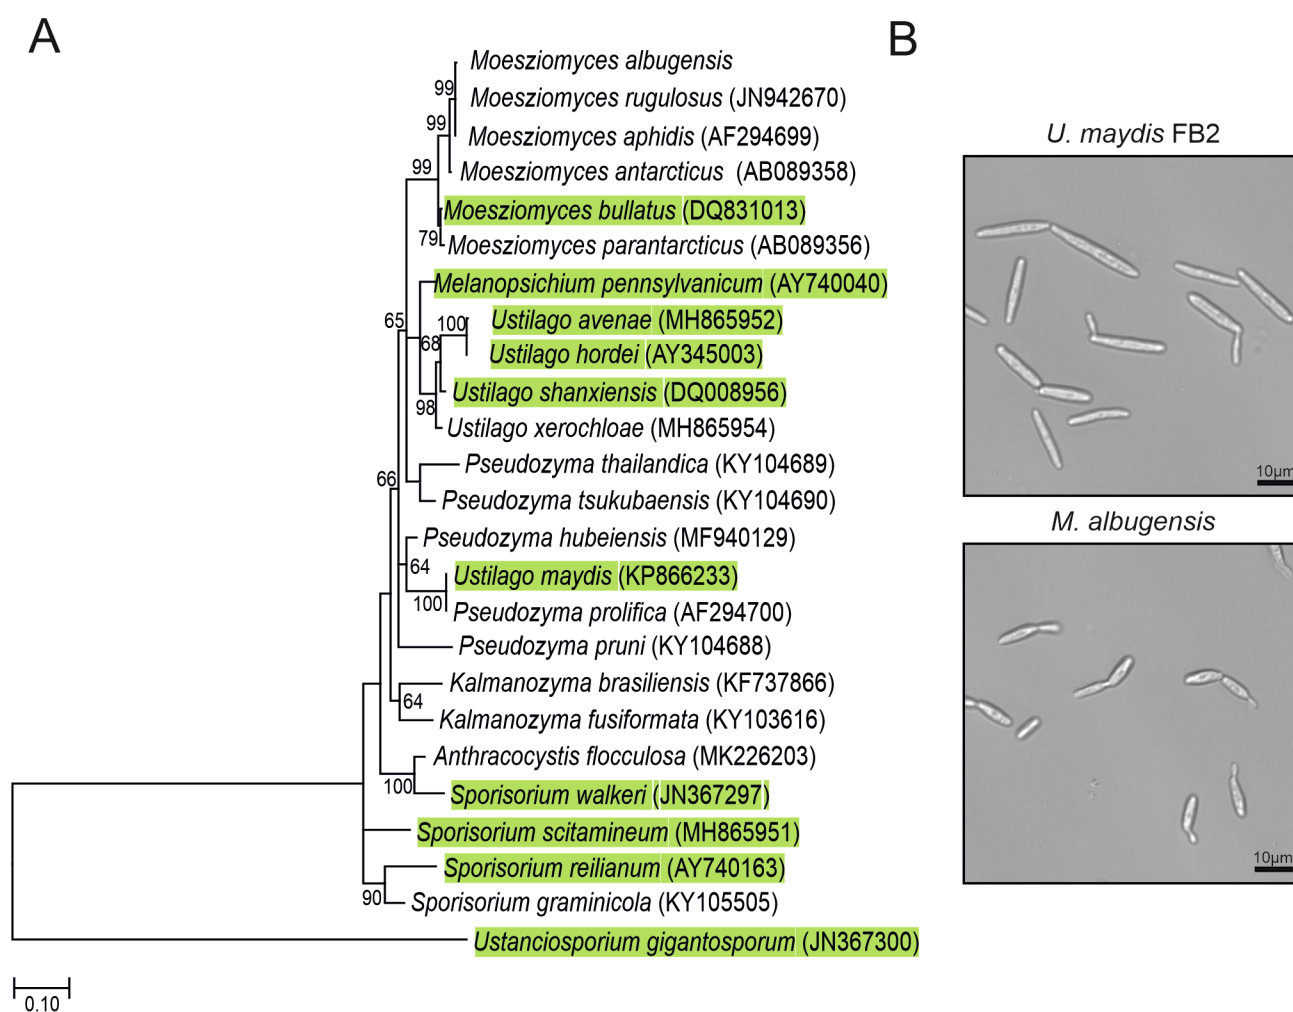 A
B
Moesziomyces albugensis
99
Moesziomyces rugulosus (JN942670)
99
Moesziomyces aphidis (AF294699)
99
Moesziomyces antarcticus (AB089358)
Moesziomyces bullatus (DQ831013)
79
Moesziomyces parantarcticus (AB089356)
Melanopsichium pennsylvanicum (AY740040)
65
100
Ustilago avenae (MH865952)
68
Ustilago hordei (AY345003)
Ustilago shanxiensis (DQ008956)
98
Ustilago xerochloae (MH865954)
Pseudozyma thailandica (KY104689)
66
Pseudozyma tsukubaensis (KY104690)
Pseudozyma hubeiensis (MF940129)
64
Ustilago maydis (KP866233)
100
Pseudozyma prolifica (AF294700)
Pseudozyma pruni (KY104688)
Kalmanozyma brasiliensis (KF737866)
64
Kalmanozyma fusiformata (KY103616)
Anthracocystis flocculosa (MK226203)
100
Sporisorium walkeri (JN367297)
Sporisorium scitamineum (MH865951)
Sporisorium reilianum (AY740163)
90
Sporisorium graminicola (KY105505)
Ustanciosporium gigantosporum (JN367300)
0.10
U. maydis FB2
10µm
M. albugensis
10µm